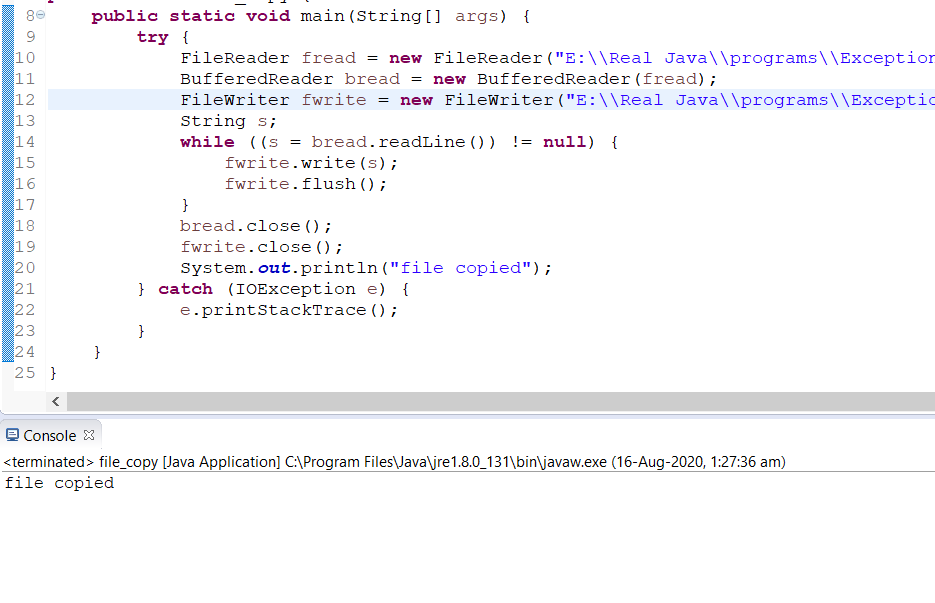 8 public static void main(String[] args) {
9 try {
10 FileReader fread = new FileReader("E:\\Real Java\\programs\\Exception
11 BufferedReader bread = new BufferedReader(fread);
12 FileWriter fwrite = new FileWriter("E:\\Real Java\\programs\\Exceptio
13 String s;
14 while ((s = bread.readLine()) != null) {
15 fwrite.write(s);
16 fwrite.flush();
17 }
18 bread.close();
19 fwrite.close();
20 System.out.println("file copied");
21 } catch (IOException e) {
22 e.printStackTrace();
23 }
24 }
25 }
Console
<terminated> file_copy [Java Application] C:\Program Files\Java\jre1.8.0_131\bin\javaw.exe (16-Aug-2020, 1:27:36 am)
file copied